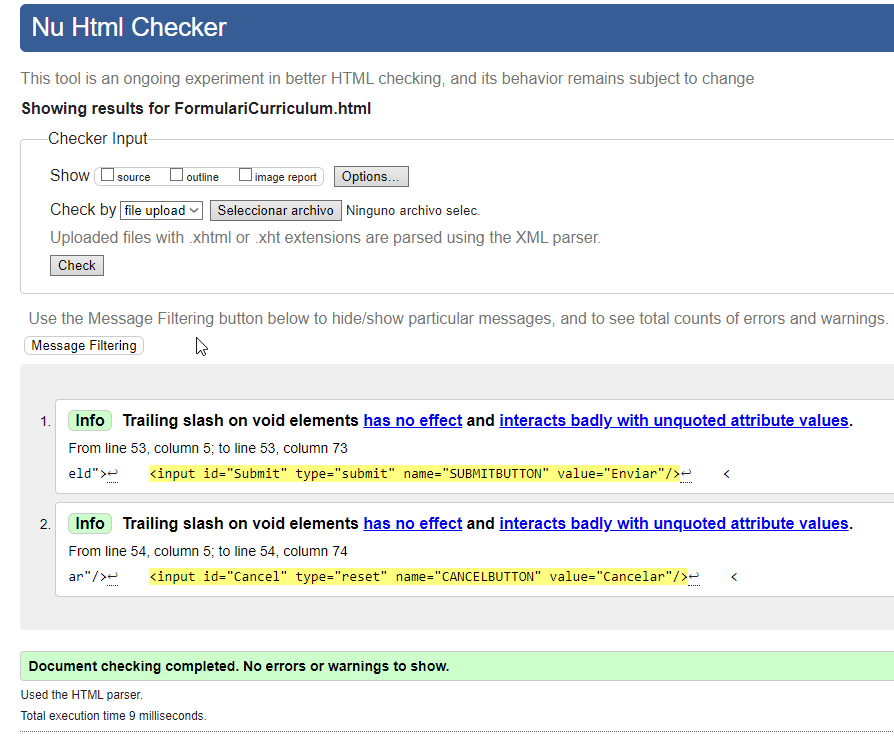 Nu Html Checker
This tool is an ongoing experiment in better HTML checking, and its behavior remains subject to change
Showing results for FormulariCurriculum.html
Checker Input
Show source outline image report Options...
Check by file upload Seleccionar archivo Ninguno archivo selec.
Uploaded files with .xhtml or .xht extensions are parsed using the XML parser.
Check
Use the Message Filtering button below to hide/show particular messages, and to see total counts of errors and warnings.
Message Filtering
1. Info Trailing slash on void elements has no effect and interacts badly with unquoted attribute values.
From line 53, column 5; to line 53, column 73
eld">↩ <input id="Submit" type="submit" name="SUBMITBUTTON" value="Enviar"/>↩ <
2. Info Trailing slash on void elements has no effect and interacts badly with unquoted attribute values.
From line 54, column 5; to line 54, column 74
ar"/>↩ <input id="Cancel" type="reset" name="CANCELBUTTON" value="Cancelar"/>↩ <
Document checking completed. No errors or warnings to show.
Used the HTML parser.
Total execution time 9 milliseconds.